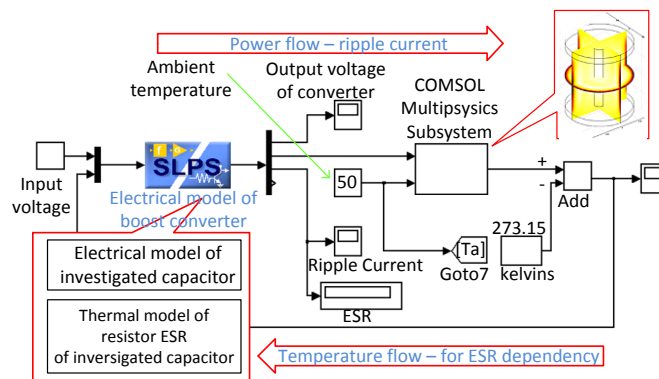 Power flow – ripple current
Ambient
temperature
Output voltage
of converter
COMSOL
Multipsysics
Subsystem
Input
voltage
f
a
SLPS
Electrical model of
boost converter
50
+
-
Add
273.15
kelvins
[Ta]
Goto7
Ripple Current
ESR
Electrical model of
investigated capacitor
Thermal model of
resistor ESR
of inversigated capacitor
Temperature flow – for ESR dependency